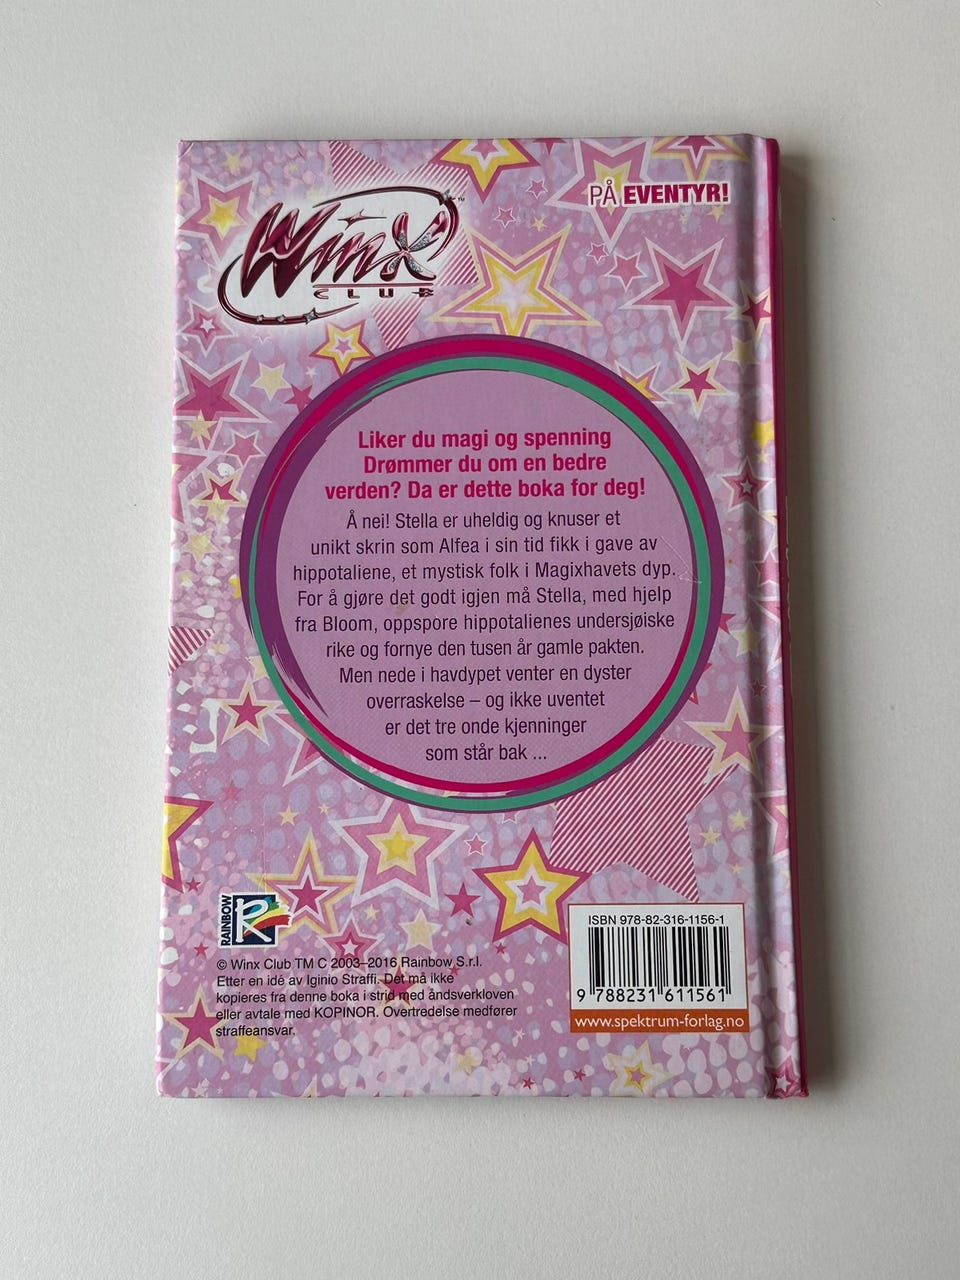 Winx™
CLUB
PÅ EVENTYR!
Liker du magi og spenning
Drømmer du om en bedre
verden? Da er dette boka for deg!
Å nei! Stella er uheldig og knuser et
unikt skrin som Alfea i sin tid fikk i gave av
hippotaliene, et mystisk folk i Magixhavets dyp.
For å gjøre det godt igjen må Stella, med hjelp
fra Bloom, oppspore hippotalienes undersjøiske
rike og fornye den tusen år gamle pakten.
Men nede i havdypet venter en dyster
overraskelse – og ikke uventet
er det tre onde kjenninger
som står bak ...
RAINBOW
R
© Winx Club TM C 2003–2016 Rainbow S.r.l.
Etter en idé av Iginio Straffi. Det må ikke
kopieres fra denne boka i strid med åndsverkloven
eller avtale med KOPINOR. Overtredelse medfører
straffeansvar.
ISBN 978-82-316-1156-1
9 788231 611561
www.spektrum-forlag.no